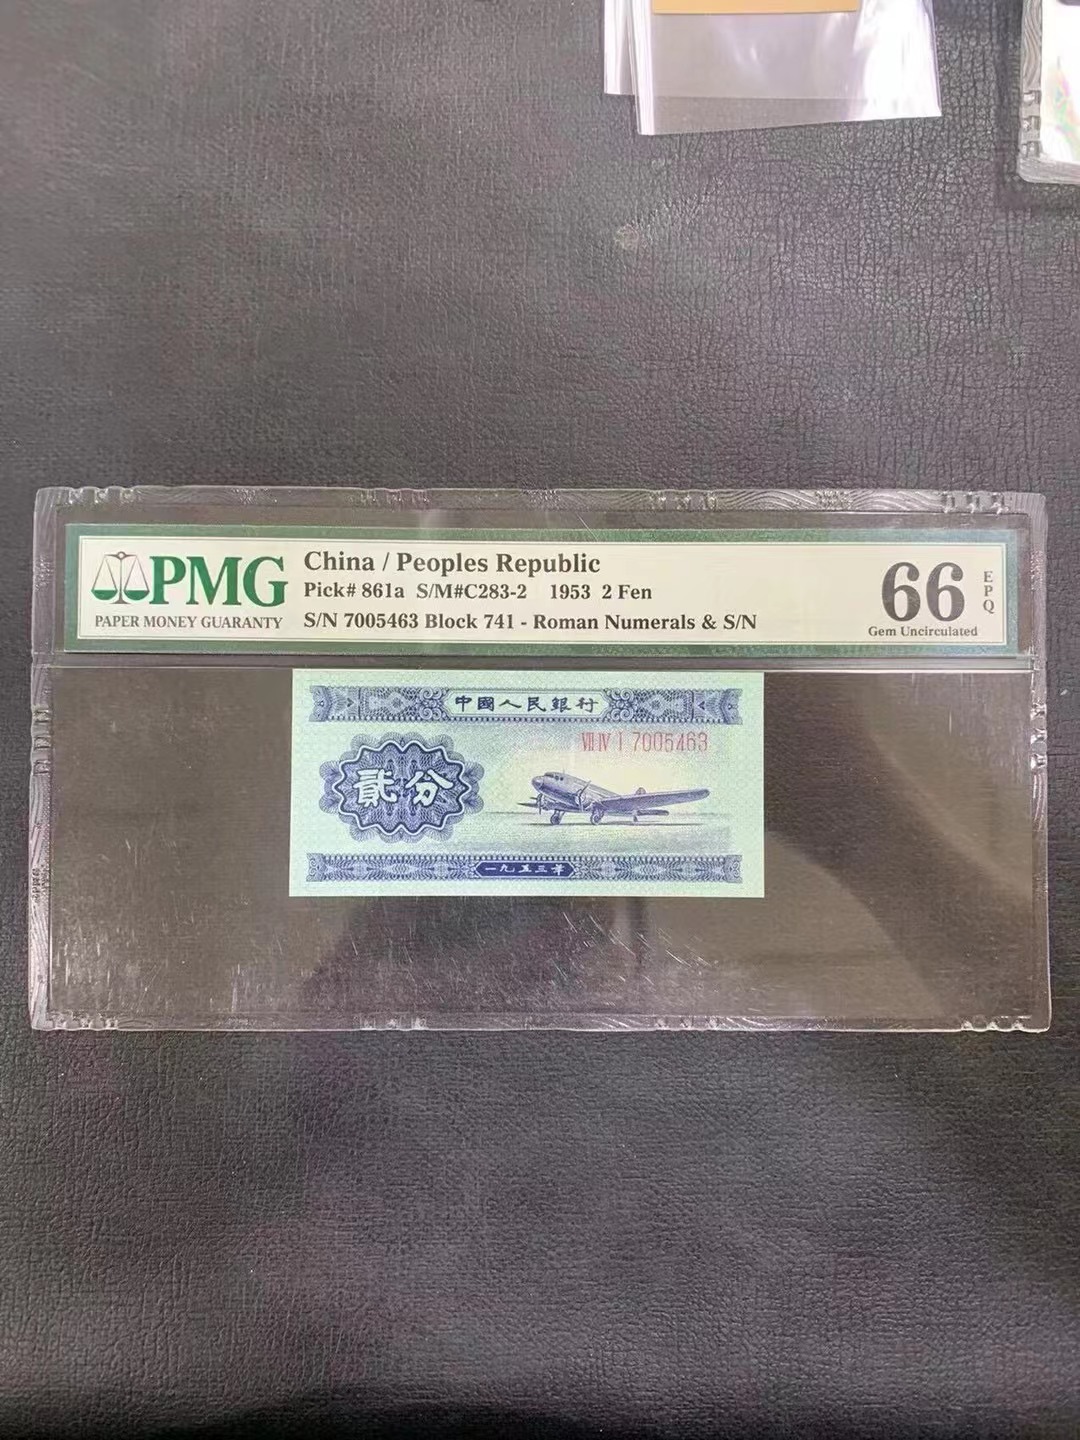 PMG
PAPER MONEY GUARANTY
China / Peoples Republic
Pick# 861a S/M#C283-2 1953 2 Fen
S/N 7005463 Block 741 - Roman Numerals & S/N
66
EPQ
Gem Uncirculated
中國人民銀行
VII IV I 7005463
貳分
一九五三年